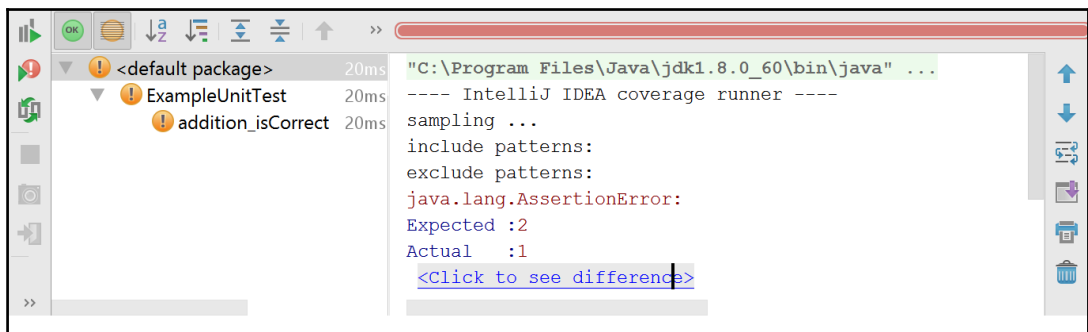 OK
<default package> 20ms
ExampleUnitTest 20ms
addition_isCorrect 20ms
"C:\Program Files\Java\jdk1.8.0_60\bin\java" ...
---- IntelliJ IDEA coverage runner ----
sampling ...
include patterns:
exclude patterns:
java.lang.AssertionError:
Expected :2
Actual   :1
<Click to see difference>